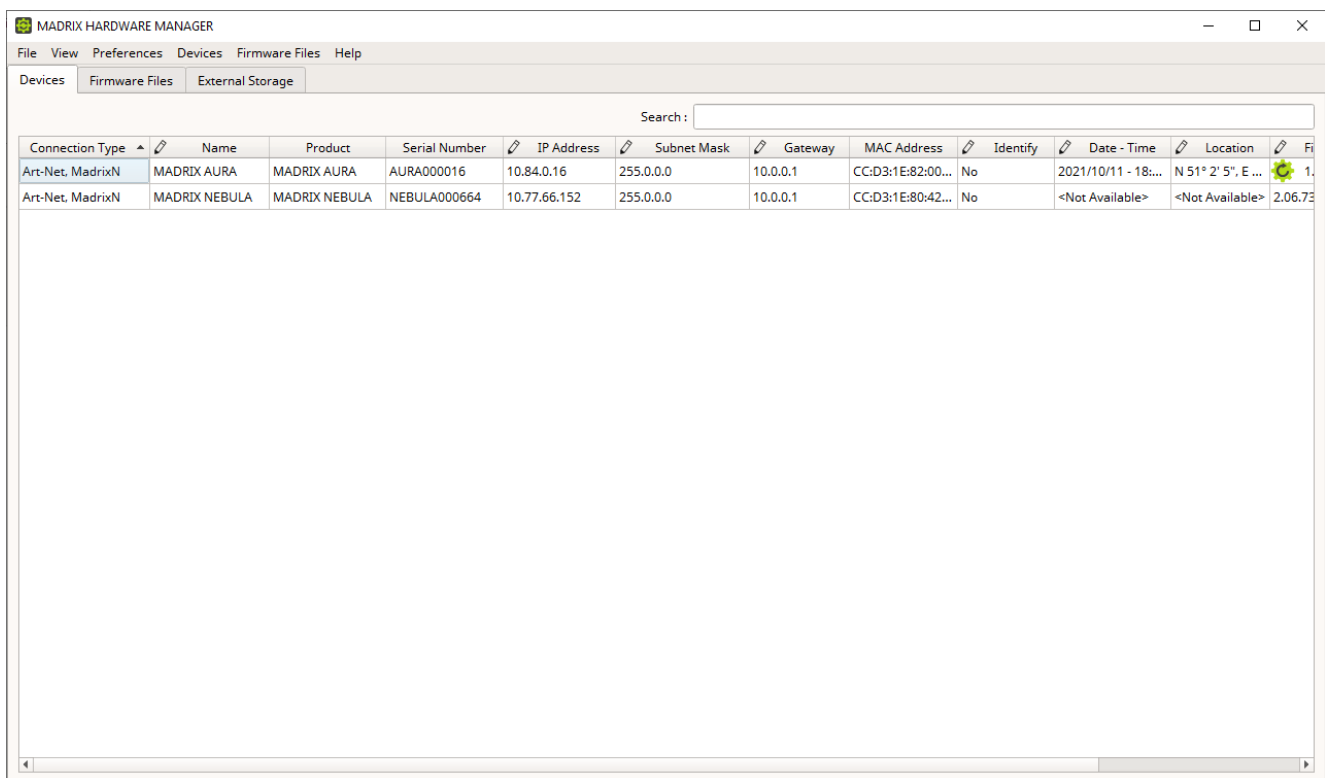 MADRIX HARDWARE MANAGER
File View Preferences Devices Firmware Files Help
Devices Firmware Files External Storage
Search :
Connection Type Name Product Serial Number IP Address Subnet Mask Gateway MAC Address Identify Date - Time Location Fi
Art-Net, MadrixN MADRIX AURA MADRIX AURA AURA000016 10.84.0.16 255.0.0.0 10.0.0.1 CC:D3:1E:82:00... No 2021/10/11 - 18:... N 51° 2' 5", E ... 1.
Art-Net, MadrixN MADRIX NEBULA MADRIX NEBULA NEBULA000664 10.77.66.152 255.0.0.0 10.0.0.1 CC:D3:1E:80:42... No <Not Available> <Not Available> 2.06.73